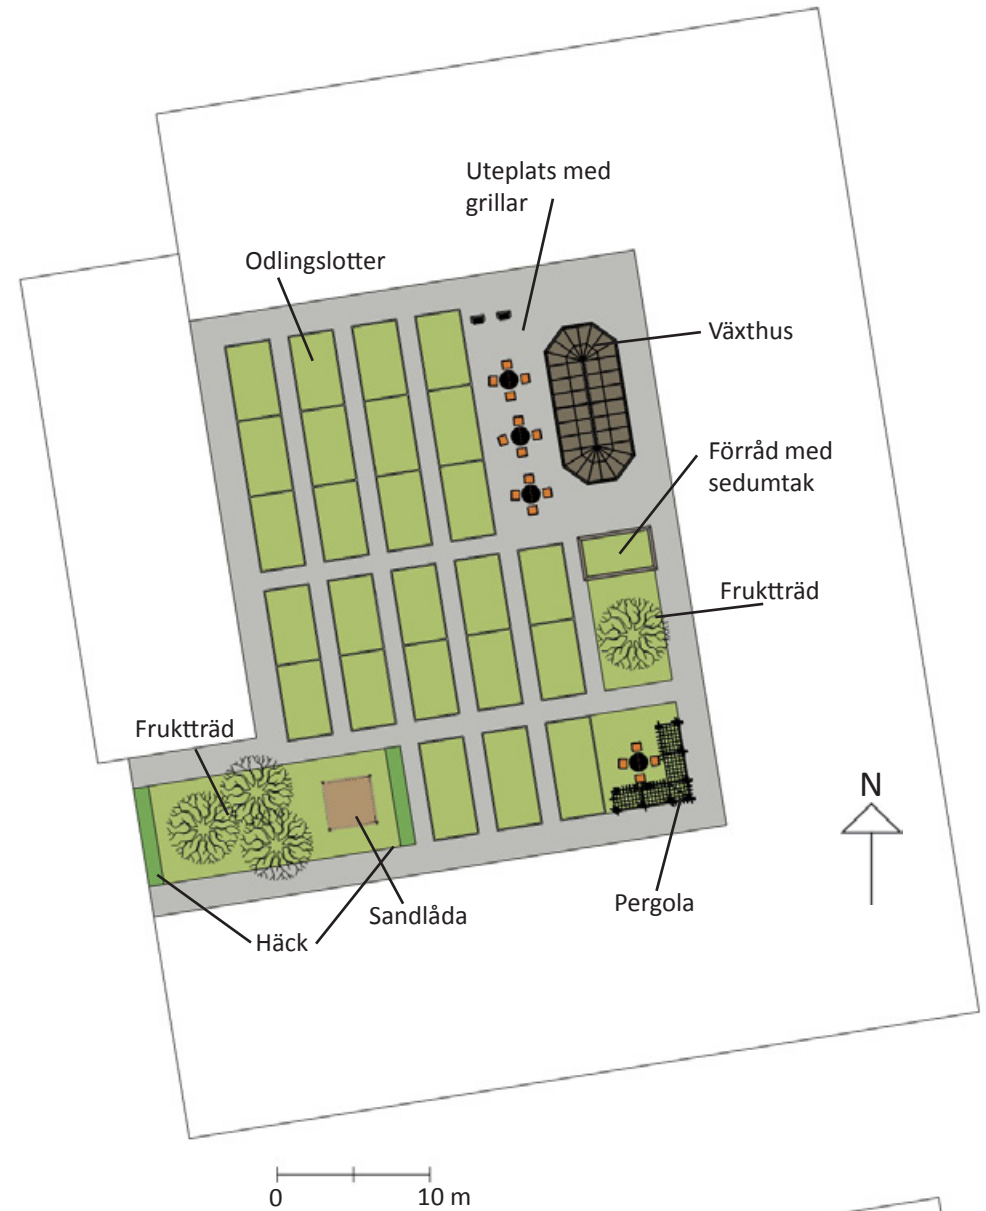 Uteplats med
grillar
Odlingslotter
Växthus
Förråd med
sedumtak
Fruktträd
Fruktträd
N
Pergola
Sandlåda
Häck
0
10 m